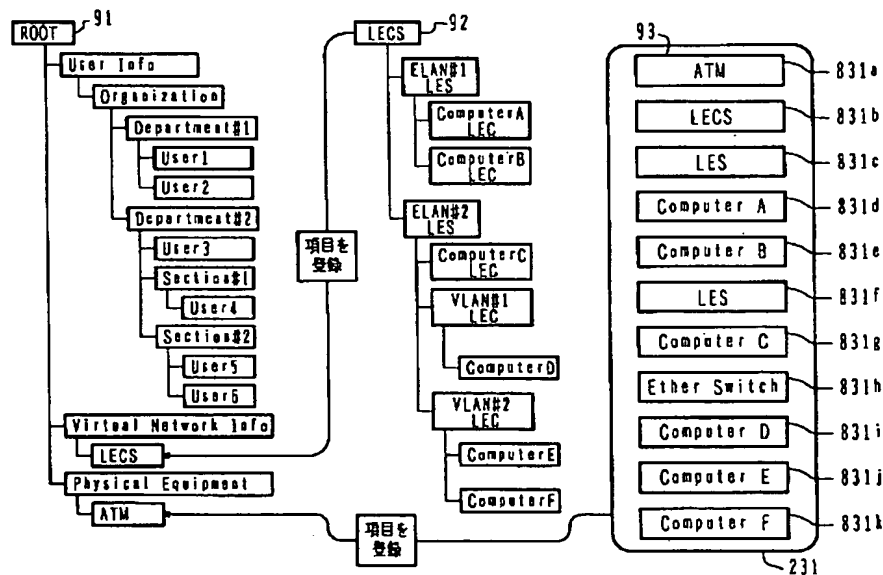 ROOT
91
User Info
Organization
Department#1
User1
User2
Department#2
User3
Section#1
User4
Section#2
User5
User6
Virtual Network Info
LECS
Physical Equipment
ATM
項目を
登録
項目を
登録
LECS
92
ELAN#1
LES
ComputerA
LEC
ComputerB
LEC
ELAN#2
LES
ComputerC
LEC
VLAN#1
LEC
ComputerD
VLAN#2
LEC
ComputerE
ComputerF
93
ATM
831a
LECS
831b
LES
831c
Computer A
831d
Computer B
831e
LES
831f
Computer C
831g
Ether Switch
831h
Computer D
831i
Computer E
831j
Computer F
831k
231